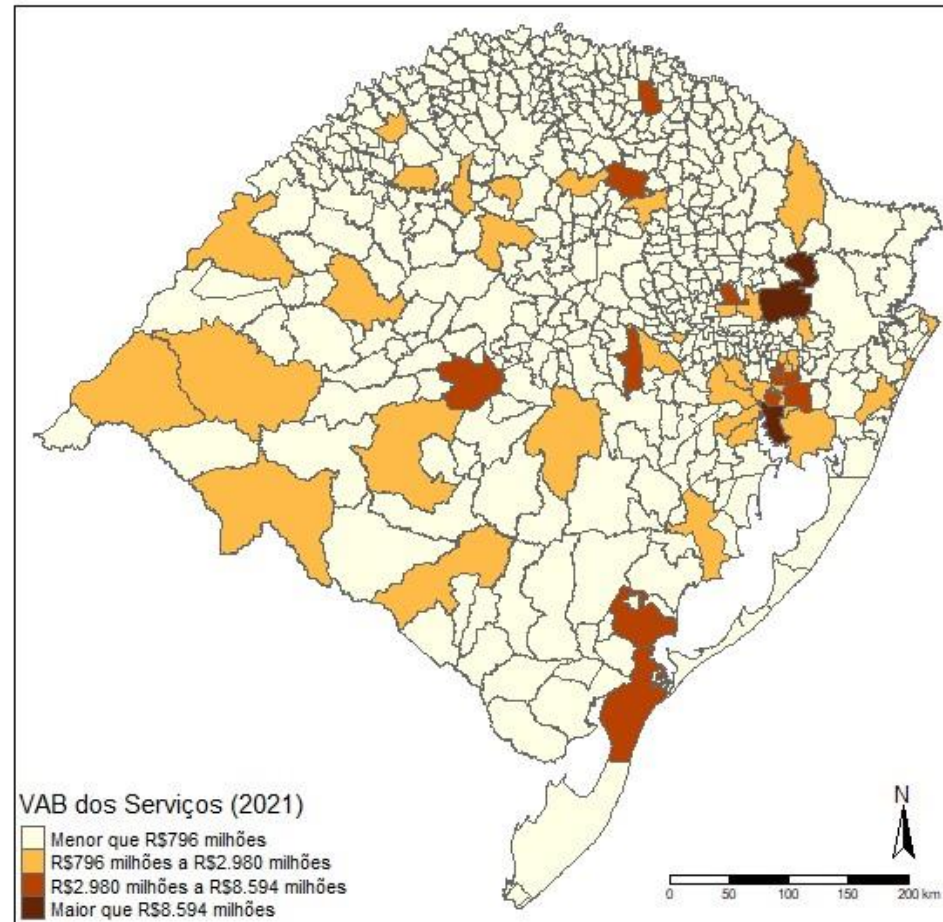 VAB dos Serviços (2021)
Menor que R$796 milhões
R$796 milhões a R$2.980 milhões
R$2.980 milhões a R$8.594 milhões
Maior que R$8.594 milhões
N
0 50 100 150 200 km